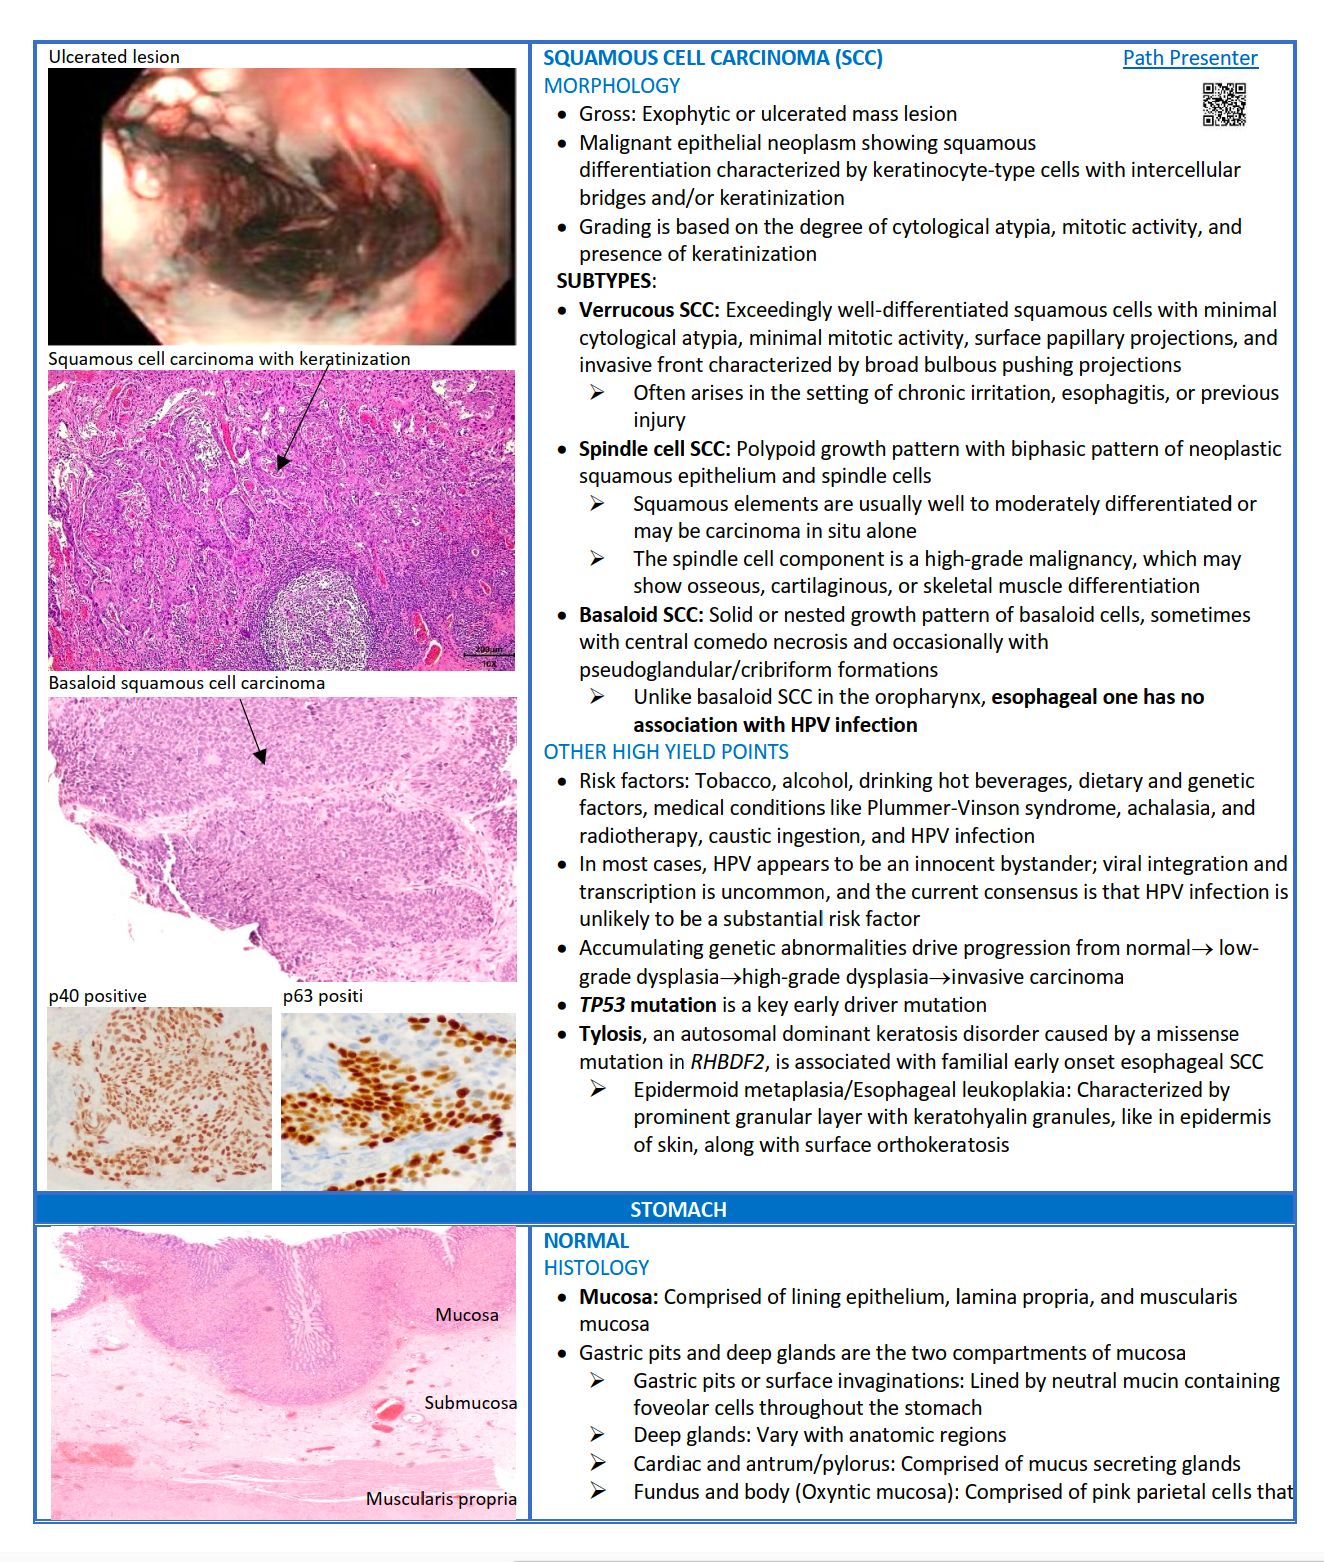 Ulcerated lesion
Squamous cell carcinoma with keratinization
200 µm
10X
Basaloid squamous cell carcinoma
p40 positive
p63 positi
SQUAMOUS CELL CARCINOMA (SCC)
Path Presenter
MORPHOLOGY
• Gross: Exophytic or ulcerated mass lesion
• Malignant epithelial neoplasm showing squamous
differentiation characterized by keratinocyte-type cells with intercellular
bridges and/or keratinization
• Grading is based on the degree of cytological atypia, mitotic activity, and
presence of keratinization
SUBTYPES:
• Verrucous SCC: Exceedingly well-differentiated squamous cells with minimal
cytological atypia, minimal mitotic activity, surface papillary projections, and
invasive front characterized by broad bulbous pushing projections
➢ Often arises in the setting of chronic irritation, esophagitis, or previous
injury
• Spindle cell SCC: Polypoid growth pattern with biphasic pattern of neoplastic
squamous epithelium and spindle cells
➢ Squamous elements are usually well to moderately differentiated or
may be carcinoma in situ alone
➢ The spindle cell component is a high-grade malignancy, which may
show osseous, cartilaginous, or skeletal muscle differentiation
• Basaloid SCC: Solid or nested growth pattern of basaloid cells, sometimes
with central comedo necrosis and occasionally with
pseudoglandular/cribriform formations
➢ Unlike basaloid SCC in the oropharynx, esophageal one has no
association with HPV infection
OTHER HIGH YIELD POINTS
• Risk factors: Tobacco, alcohol, drinking hot beverages, dietary and genetic
factors, medical conditions like Plummer-Vinson syndrome, achalasia, and
radiotherapy, caustic ingestion, and HPV infection
• In most cases, HPV appears to be an innocent bystander; viral integration and
transcription is uncommon, and the current consensus is that HPV infection is
unlikely to be a substantial risk factor
• Accumulating genetic abnormalities drive progression from normal→ low-
grade dysplasia→high-grade dysplasia→invasive carcinoma
• TP53 mutation is a key early driver mutation
• Tylosis, an autosomal dominant keratosis disorder caused by a missense
mutation in RHBDF2, is associated with familial early onset esophageal SCC
➢ Epidermoid metaplasia/Esophageal leukoplakia: Characterized by
prominent granular layer with keratohyalin granules, like in epidermis
of skin, along with surface orthokeratosis
STOMACH
Mucosa
Submucosa
Muscularis propria
NORMAL
HISTOLOGY
• Mucosa: Comprised of lining epithelium, lamina propria, and muscularis
mucosa
• Gastric pits and deep glands are the two compartments of mucosa
➢ Gastric pits or surface invaginations: Lined by neutral mucin containing
foveolar cells throughout the stomach
➢ Deep glands: Vary with anatomic regions
➢ Cardiac and antrum/pylorus: Comprised of mucus secreting glands
➢ Fundus and body (Oxyntic mucosa): Comprised of pink parietal cells that